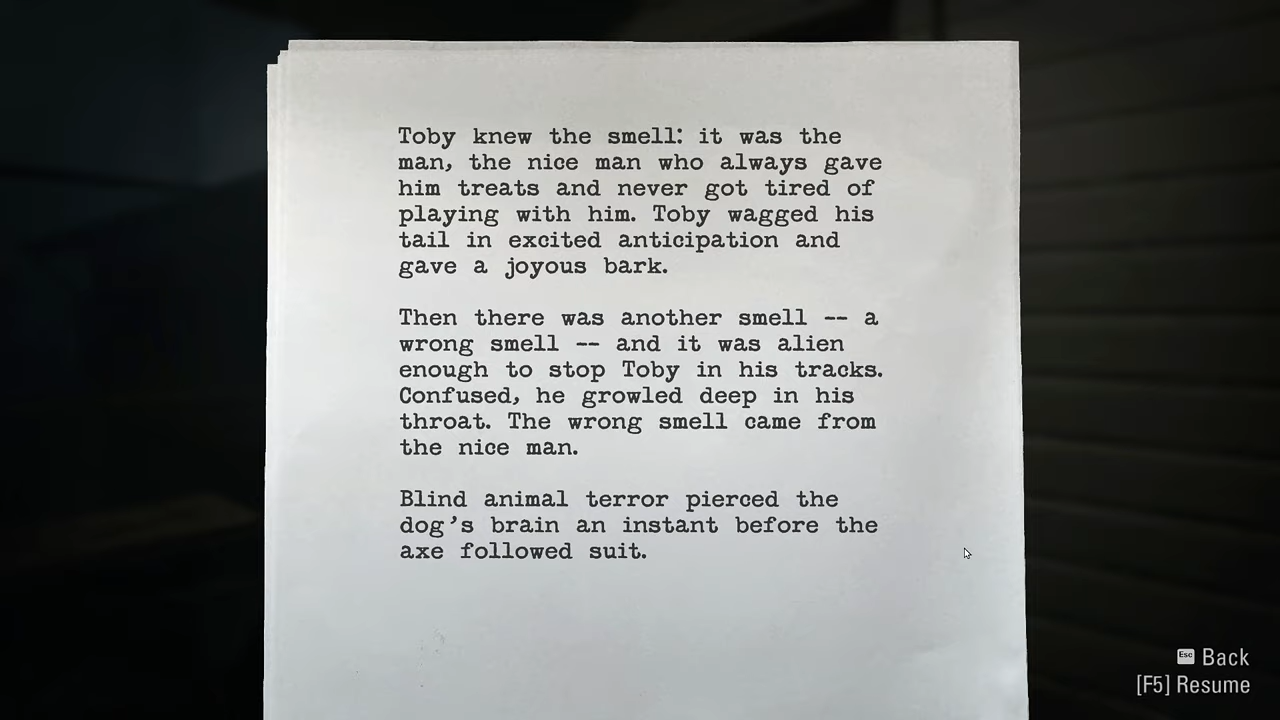 Toby knew the smell: it was the
man, the nice man who always gave
him treats and never got tired of
playing with him. Toby wagged his
tail in excited anticipation and
gave a joyous bark.
Then there was another smell -- a
wrong smell -- and it was alien
enough to stop Toby in his tracks.
Confused, he growled deep in his
throat. The wrong smell came from
the nice man.
Blind animal terror pierced the
dog’s brain an instant before the
axe followed suit.
Esc Back
[F5] Resume